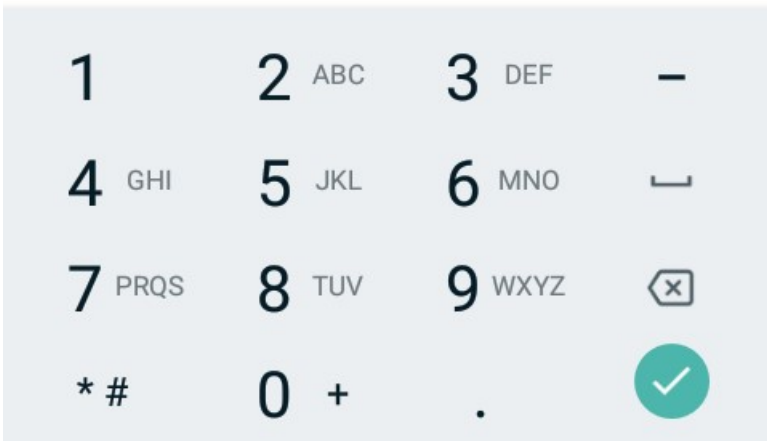 1 2 ABC 3 DEF -
4 GHI 5 JKL 6 MNO
7 PRQS 8 TUV 9 WXYZ
* # 0 + .